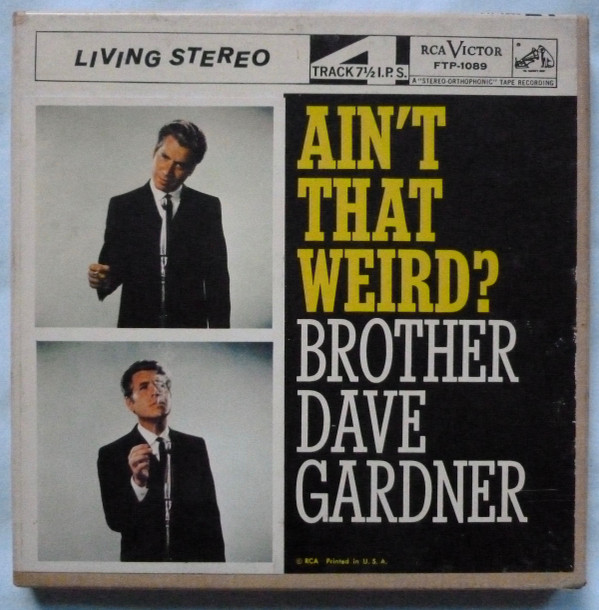 LIVING STEREO
4
TRACK 7½ I.P.S.
RCA VICTOR
FTP-1089
A "STEREO-ORTHOPHONIC" TAPE RECORDING
AIN'T
THAT
WEIRD?
BROTHER
DAVE
GARDNER
© RCA Printed in U. S. A.